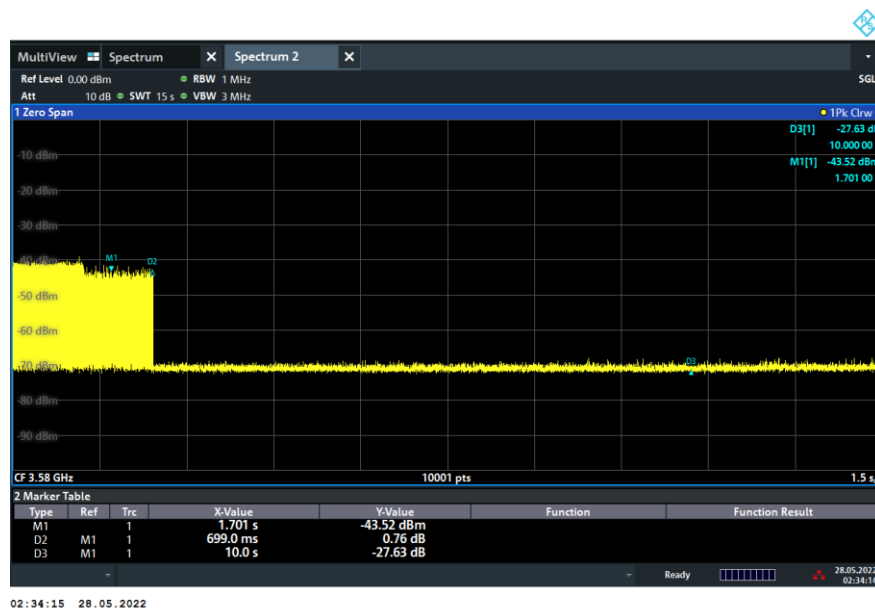 MultiView Spectrum X Spectrum 2 X
Ref Level 0.00 dBm RBW 1 MHz SGL
Att 10 dB SWT 15 s VBW 3 MHz
1 Zero Span 1Pk Clrw
D3[1] -27.63 d
10.000 00
-10 dBm
M1[1] -43.52 dBm
1.701 00
-20 dBm
-30 dBm
M1 D2
-40 dBm
-50 dBm
-60 dBm
D3
-70 dBm
-80 dBm
-90 dBm
CF 3.58 GHz 10001 pts 1.5 s/
2 Marker Table
Type Ref Trc X-Value Y-Value Function Function Result
M1 1 1.701 s -43.52 dBm
D2 M1 1 699.0 ms 0.76 dB
D3 M1 1 10.0 s -27.63 dB
Ready 28.05.2022
02:34:14
02:34:15 28.05.2022